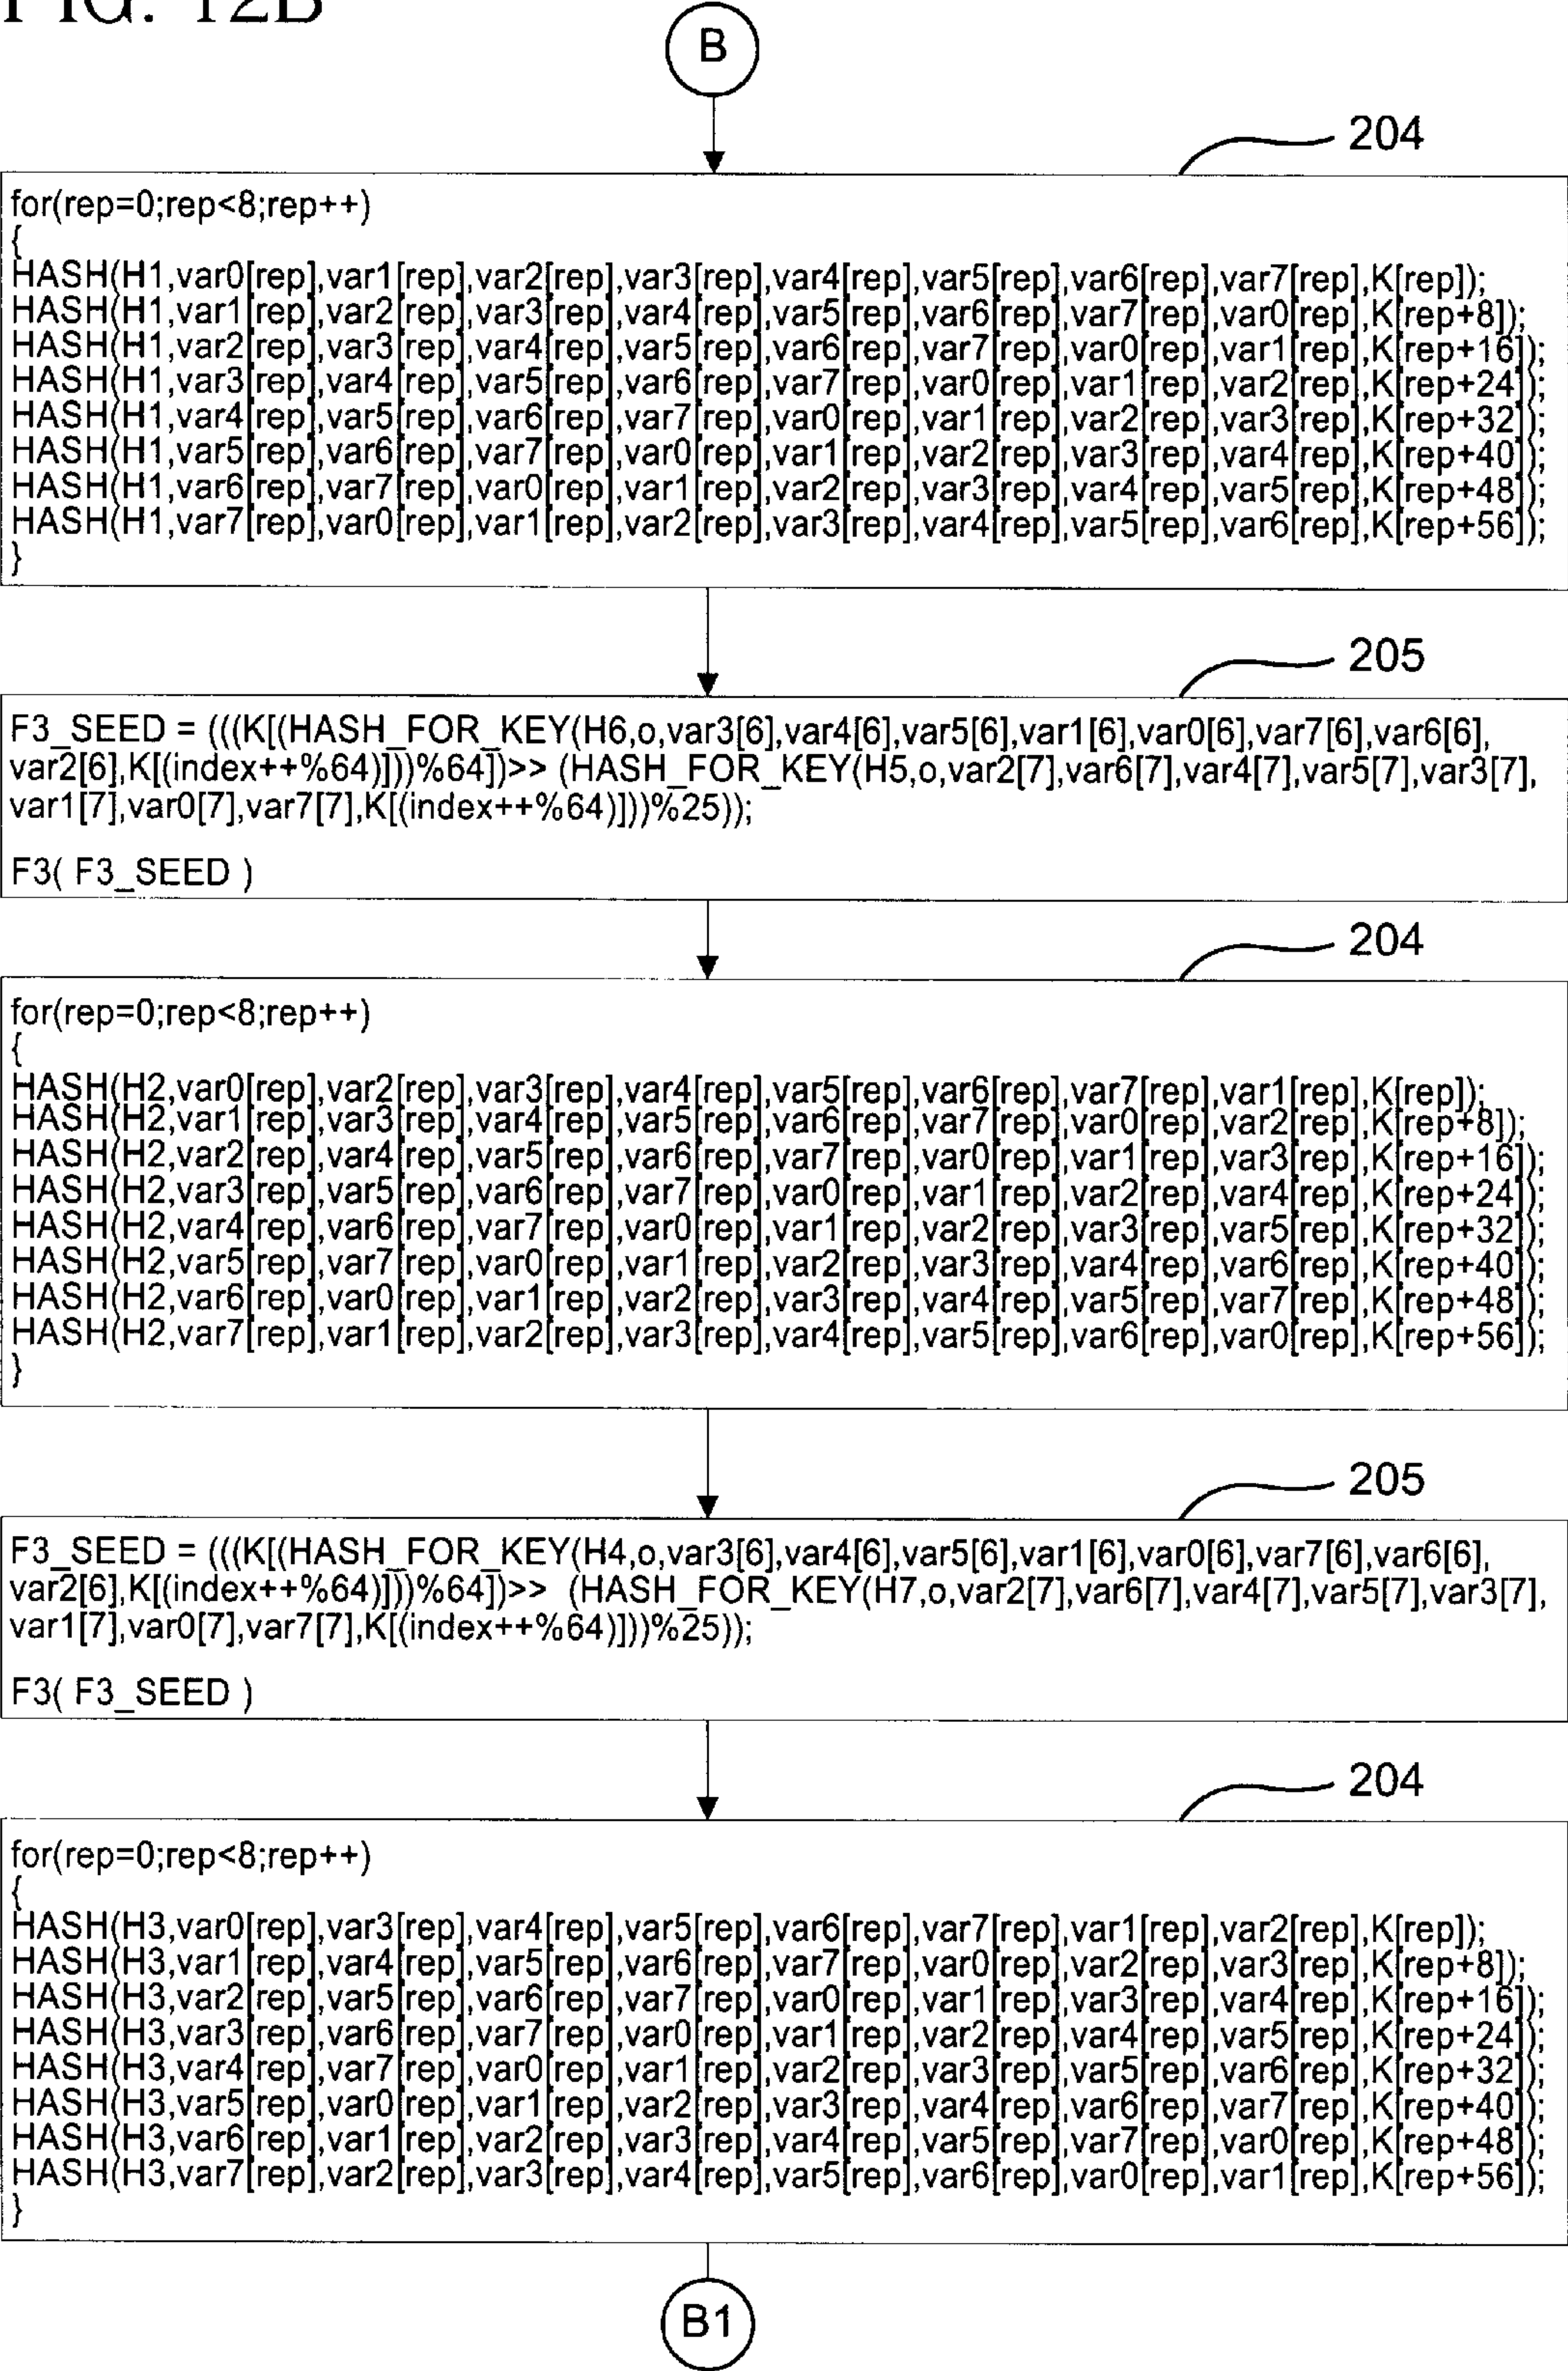 FIG. 12B
B
204
for(rep=0;rep<8;rep++)
{
HASH(H1,var0[rep],var1[rep],var2[rep],var3[rep],var4[rep],var5[rep],var6[rep],var7[rep],K[rep]);
HASH(H1,var1[rep],var2[rep],var3[rep],var4[rep],var5[rep],var6[rep],var7[rep],var0[rep],K[rep+8]);
HASH(H1,var2[rep],var3[rep],var4[rep],var5[rep],var6[rep],var7[rep],var0[rep],var1[rep],K[rep+16]);
HASH(H1,var3[rep],var4[rep],var5[rep],var6[rep],var7[rep],var0[rep],var1[rep],var2[rep],K[rep+24]);
HASH(H1,var4[rep],var5[rep],var6[rep],var7[rep],var0[rep],var1[rep],var2[rep],var3[rep],K[rep+32]);
HASH(H1,var5[rep],var6[rep],var7[rep],var0[rep],var1[rep],var2[rep],var3[rep],var4[rep],K[rep+40]);
HASH(H1,var6[rep],var7[rep],var0[rep],var1[rep],var2[rep],var3[rep],var4[rep],var5[rep],K[rep+48]);
HASH(H1,var7[rep],var0[rep],var1[rep],var2[rep],var3[rep],var4[rep],var5[rep],var6[rep],K[rep+56]);
}
205
F3_SEED = (((K[(HASH_FOR_KEY(H6,o,var3[6],var4[6],var5[6],var1[6],var0[6],var7[6],var6[6],
var2[6],K[(index++%64)]))%64])>> (HASH_FOR_KEY(H5,o,var2[7],var6[7],var4[7],var5[7],var3[7],
var1[7],var0[7],var7[7],K[(index++%64)]))%25));
F3( F3_SEED )
204
for(rep=0;rep<8;rep++)
{
HASH(H2,var0[rep],var2[rep],var3[rep],var4[rep],var5[rep],var6[rep],var7[rep],var1[rep],K[rep]);
HASH(H2,var1[rep],var3[rep],var4[rep],var5[rep],var6[rep],var7[rep],var0[rep],var2[rep],K[rep+8]);
HASH(H2,var2[rep],var4[rep],var5[rep],var6[rep],var7[rep],var0[rep],var1[rep],var3[rep],K[rep+16]);
HASH(H2,var3[rep],var5[rep],var6[rep],var7[rep],var0[rep],var1[rep],var2[rep],var4[rep],K[rep+24]);
HASH(H2,var4[rep],var6[rep],var7[rep],var0[rep],var1[rep],var2[rep],var3[rep],var5[rep],K[rep+32]);
HASH(H2,var5[rep],var7[rep],var0[rep],var1[rep],var2[rep],var3[rep],var4[rep],var6[rep],K[rep+40]);
HASH(H2,var6[rep],var0[rep],var1[rep],var2[rep],var3[rep],var4[rep],var5[rep],var7[rep],K[rep+48]);
HASH(H2,var7[rep],var1[rep],var2[rep],var3[rep],var4[rep],var5[rep],var6[rep],var0[rep],K[rep+56]);
}
205
F3_SEED = (((K[(HASH_FOR_KEY(H4,o,var3[6],var4[6],var5[6],var1[6],var0[6],var7[6],var6[6],
var2[6],K[(index++%64)]))%64])>> (HASH_FOR_KEY(H7,o,var2[7],var6[7],var4[7],var5[7],var3[7],
var1[7],var0[7],var7[7],K[(index++%64)]))%25));
F3( F3_SEED )
204
for(rep=0;rep<8;rep++)
{
HASH(H3,var0[rep],var3[rep],var4[rep],var5[rep],var6[rep],var7[rep],var1[rep],var2[rep],K[rep]);
HASH(H3,var1[rep],var4[rep],var5[rep],var6[rep],var7[rep],var0[rep],var2[rep],var3[rep],K[rep+8]);
HASH(H3,var2[rep],var5[rep],var6[rep],var7[rep],var0[rep],var1[rep],var3[rep],var4[rep],K[rep+16]);
HASH(H3,var3[rep],var6[rep],var7[rep],var0[rep],var1[rep],var2[rep],var4[rep],var5[rep],K[rep+24]);
HASH(H3,var4[rep],var7[rep],var0[rep],var1[rep],var2[rep],var3[rep],var5[rep],var6[rep],K[rep+32]);
HASH(H3,var5[rep],var0[rep],var1[rep],var2[rep],var3[rep],var4[rep],var6[rep],var7[rep],K[rep+40]);
HASH(H3,var6[rep],var1[rep],var2[rep],var3[rep],var4[rep],var5[rep],var7[rep],var0[rep],K[rep+48]);
HASH(H3,var7[rep],var2[rep],var3[rep],var4[rep],var5[rep],var6[rep],var0[rep],var1[rep],K[rep+56]);
}
B1